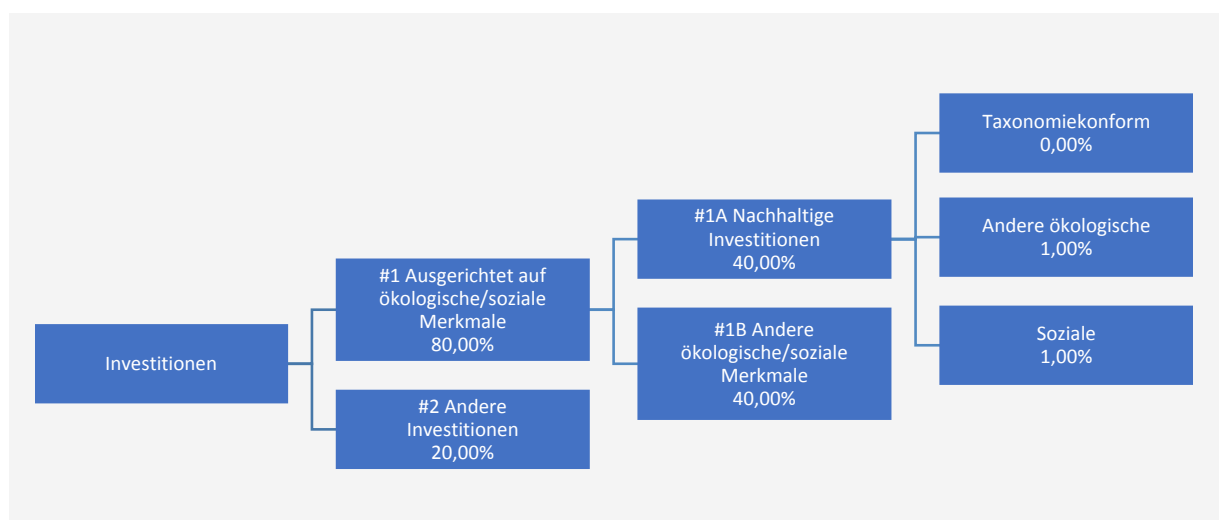 Investitionen
#1 Ausgerichtet auf
ökologische/soziale
Merkmale
80,00%
#2 Andere
Investitionen
20,00%
#1A Nachhaltige
Investitionen
40,00%
#1B Andere
ökologische/soziale
Merkmale
40,00%
Taxonomiekonform
0,00%
Andere ökologische
1,00%
Soziale
1,00%